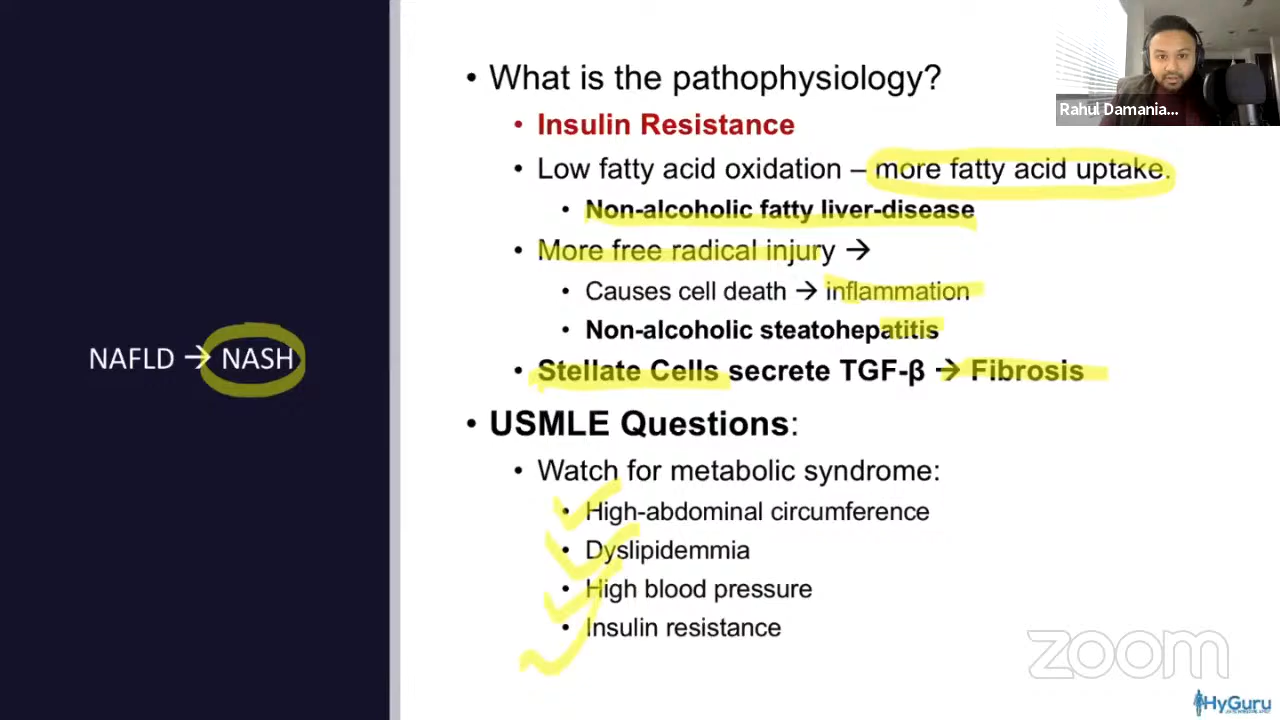 • What is the pathophysiology?
• Insulin Resistance
• Low fatty acid oxidation – more fatty acid uptake.
• Non-alcoholic fatty liver-disease
• More free radical injury →
• Causes cell death → inflammation
• Non-alcoholic steatohepatitis
NAFLD → NASH
• Stellate Cells secrete TGF-β → Fibrosis
• USMLE Questions:
• Watch for metabolic syndrome:
• High-abdominal circumference
• Dyslipidemmia
• High blood pressure
• Insulin resistance
Rahul Damania...
zoom
HyGuru